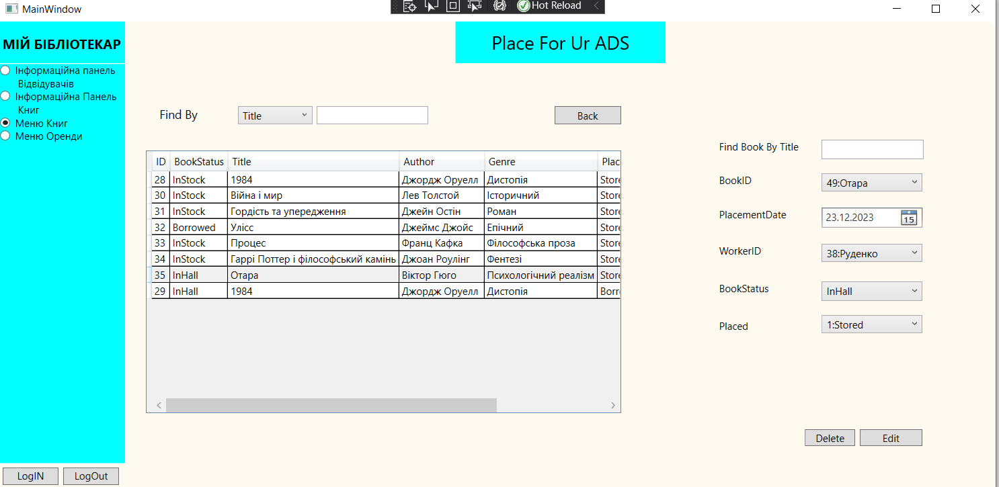 MainWindow
Hot Reload
МІЙ БІБЛІОТЕКАР
Place For Ur ADS
Інформаційна панель
Відвідувачів
Інформаційна Панель
Книг
Меню Книг
Меню Оренди
Find By Title Back
ID BookStatus Title Author Genre Plac
28 InStock 1984 Джордж Оруелл Дистопія Store
30 InStock Війна і мир Лев Толстой Історичний Store
31 InStock Гордість та упередження Джейн Остін Роман Store
32 Borrowed Улісс Джеймс Джойс Епічний Store
33 InStock Процес Франц Кафка Філософська проза Store
34 InStock Гаррі Поттер і філософський камінь Джоан Роулінг Фентезі Store
35 InHall Отара Віктор Гюго Психологічний реалізм Store
29 InHall 1984 Джордж Оруелл Дистопія Borr
Find Book By Title
BookID 49:Отара
PlacementDate 23.12.2023 15
WorkerID 38:Руденко
BookStatus InHall
Placed 1:Stored
Delete Edit
LogIN LogOut